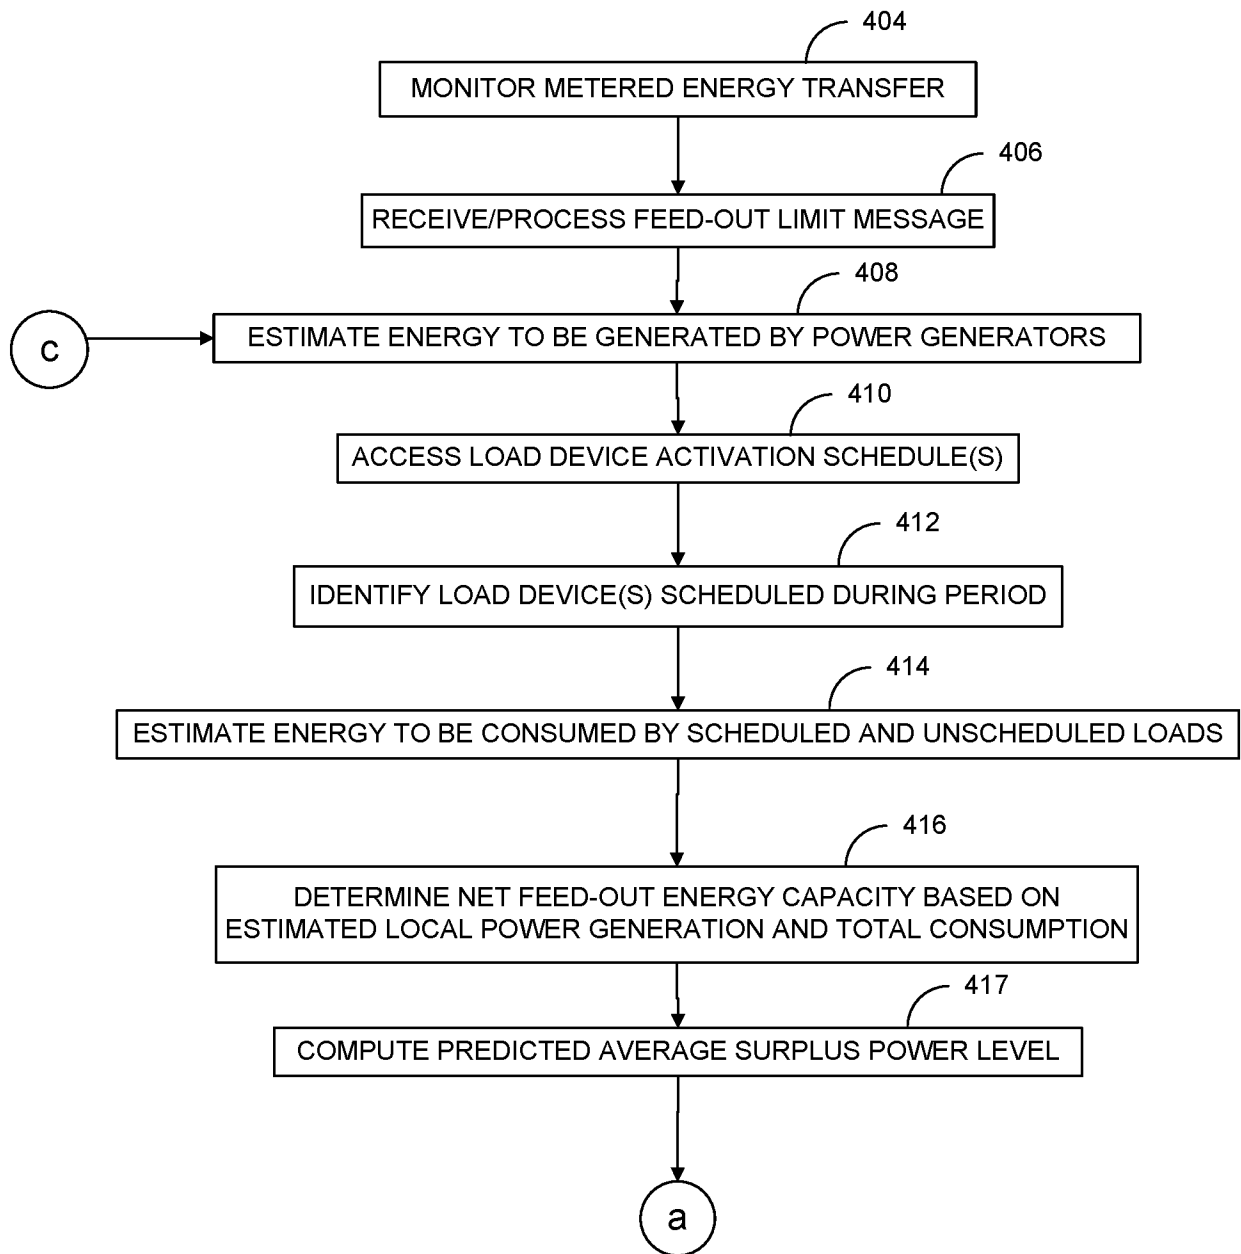 404
MONITOR METERED ENERGY TRANSFER
406
RECEIVE/PROCESS FEED-OUT LIMIT MESSAGE
408
c
ESTIMATE ENERGY TO BE GENERATED BY POWER GENERATORS
410
ACCESS LOAD DEVICE ACTIVATION SCHEDULE(S)
412
IDENTIFY LOAD DEVICE(S) SCHEDULED DURING PERIOD
414
ESTIMATE ENERGY TO BE CONSUMED BY SCHEDULED AND UNSCHEDULED LOADS
416
DETERMINE NET FEED-OUT ENERGY CAPACITY BASED ON
ESTIMATED LOCAL POWER GENERATION AND TOTAL CONSUMPTION
417
COMPUTE PREDICTED AVERAGE SURPLUS POWER LEVEL
a